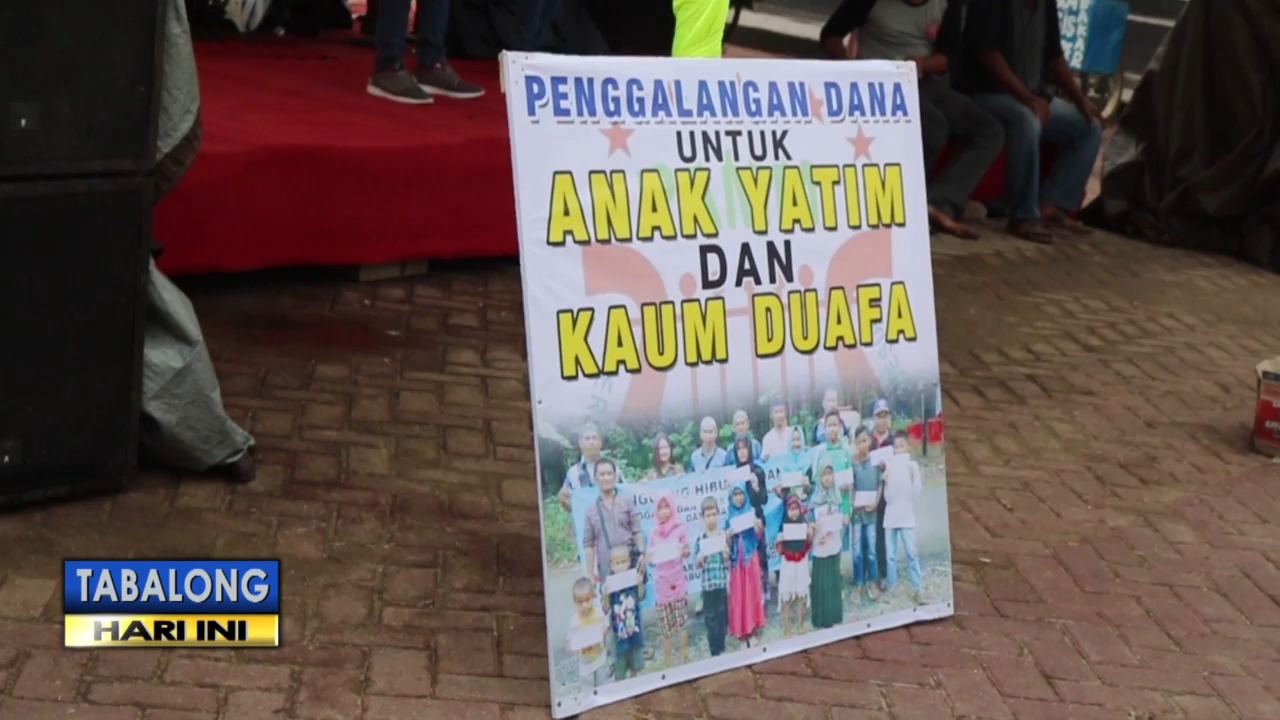 PENGGALANGAN DANA
UNTUK
ANAK YATIM
DAN
KAUM DUAFA
TABALONG
HARI INI